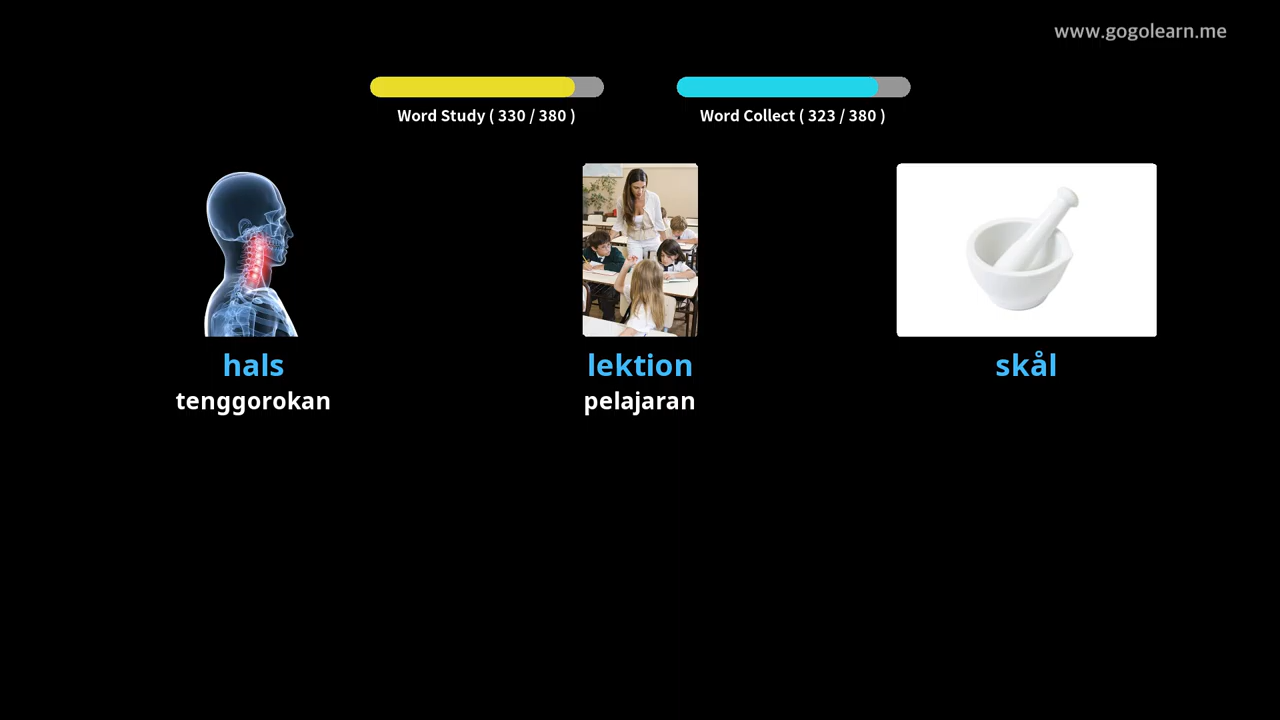 www.gogolearn.me
Word Study ( 330 / 380 )
Word Collect ( 323 / 380 )
hals
tenggorokan
lektion
pelajaran
skål